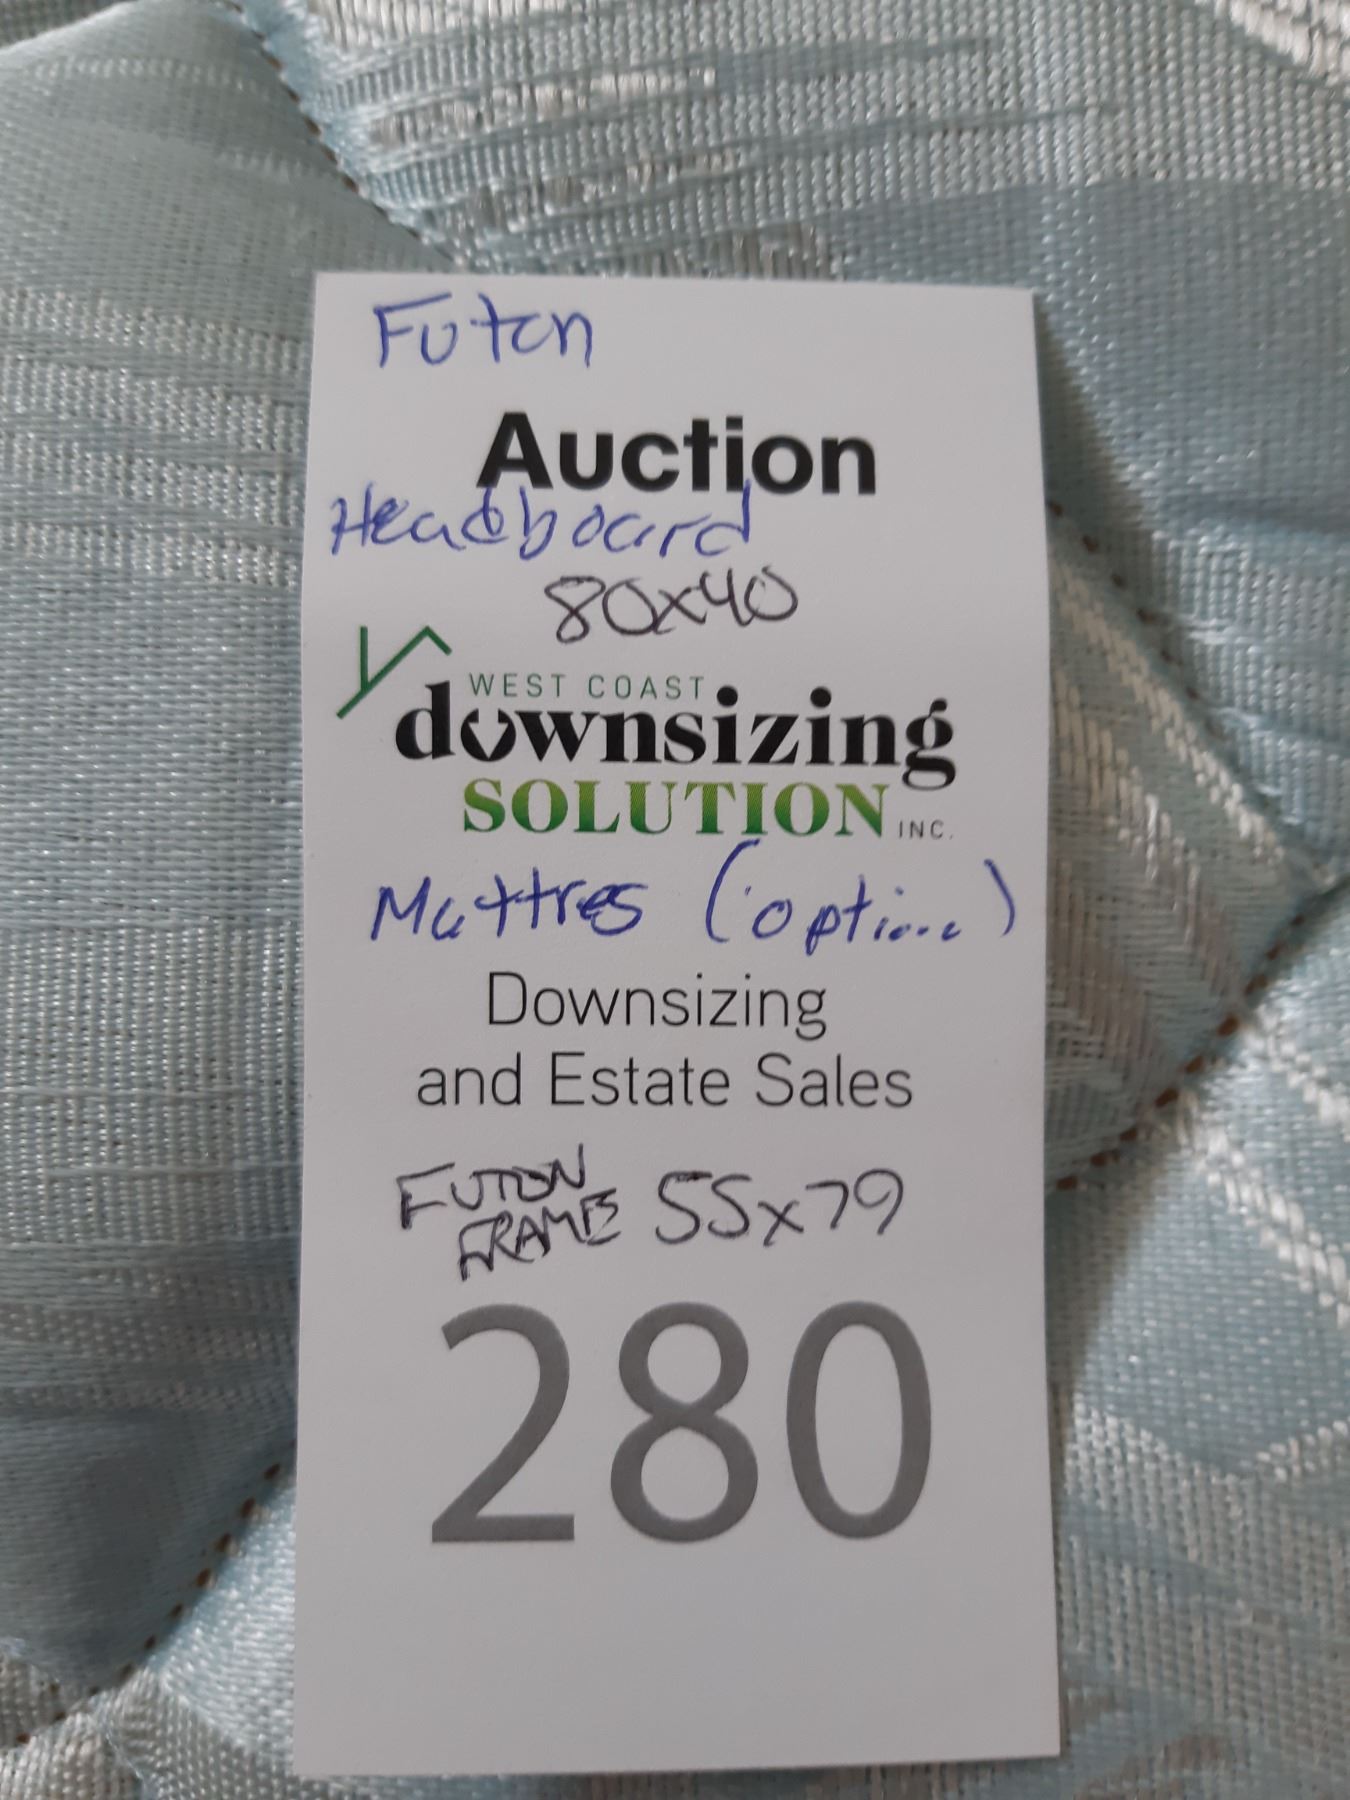 Futon
Auction
Headboard
80x40
WEST COAST
downsizing
SOLUTION INC.
Mattres (option..)
Downsizing
and Estate Sales
FUTON
FRAME 55x79
280